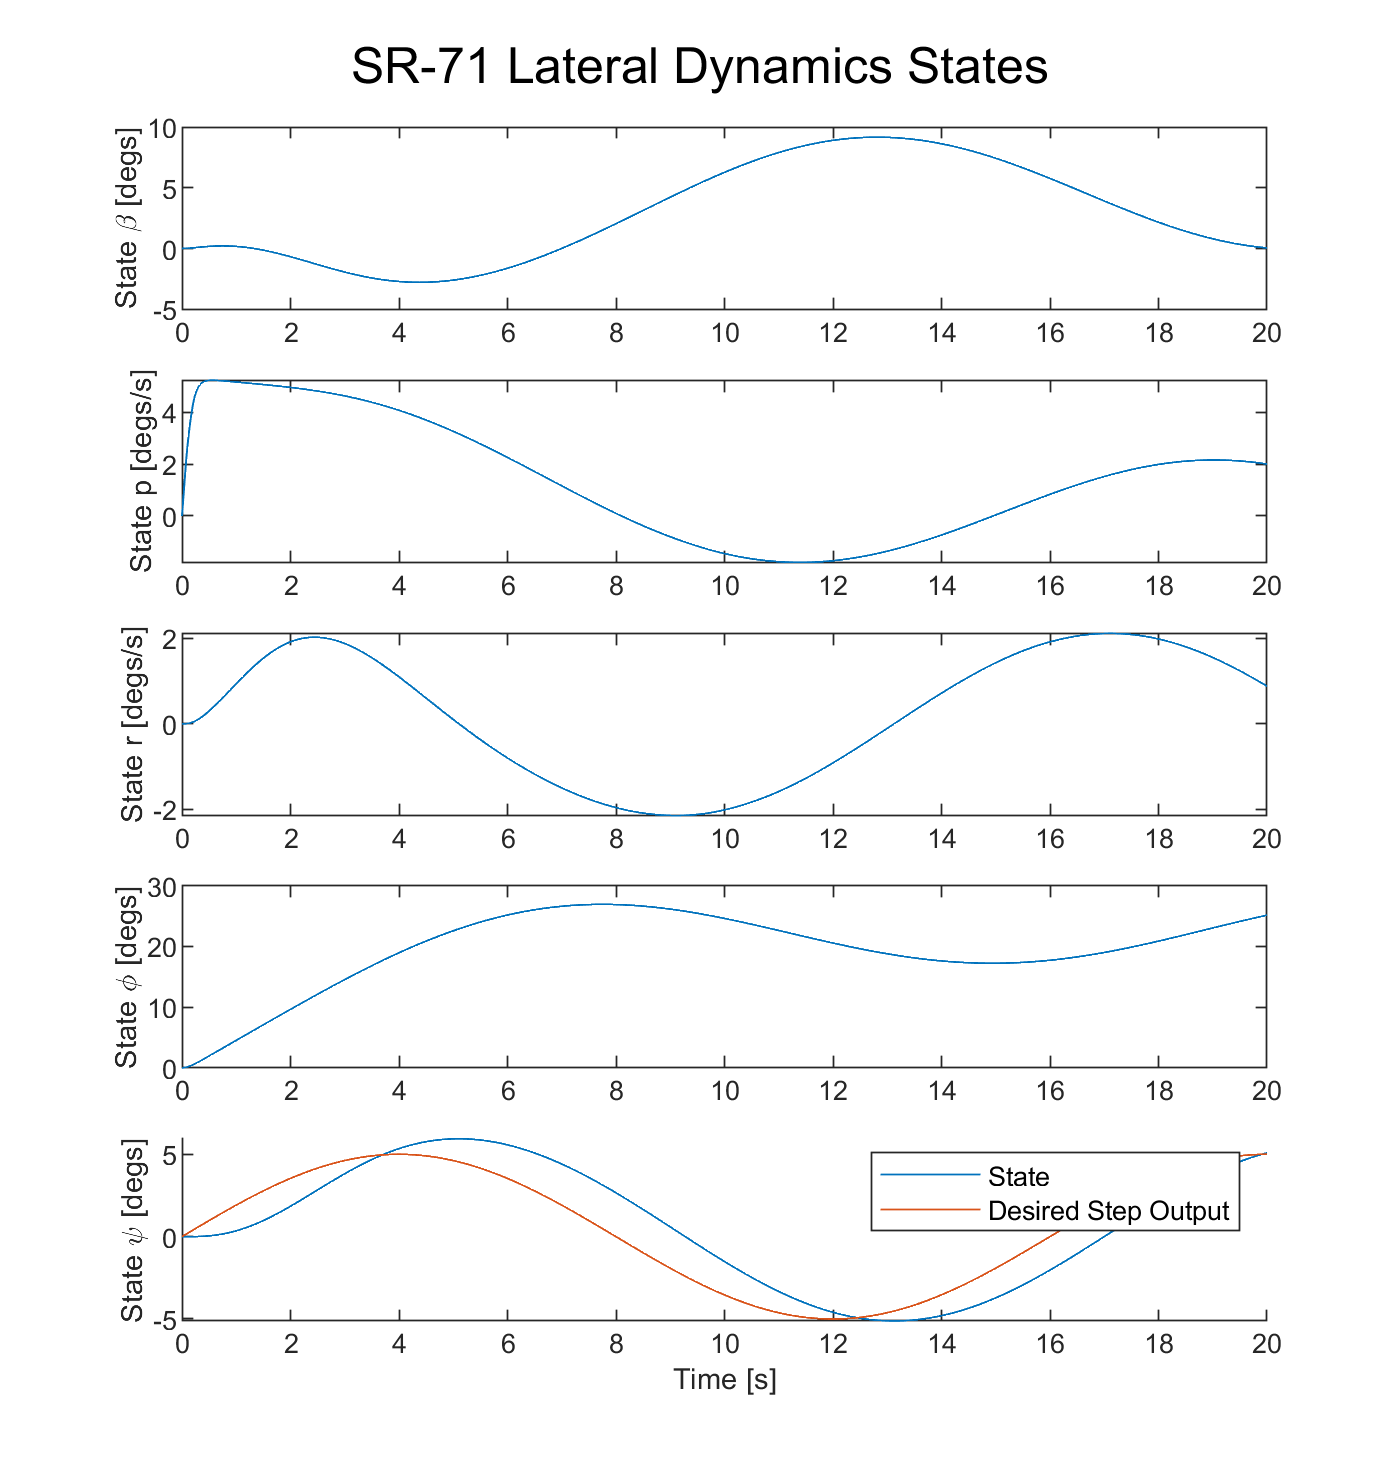 SR-71 Lateral Dynamics States
State β [degs]
10
5
0
-5
0 2 4 6 8 10 12 14 16 18 20
State p [degs/s]
4
2
0
0 2 4 6 8 10 12 14 16 18 20
State r [degs/s]
2
0
-2
0 2 4 6 8 10 12 14 16 18 20
State ϕ [degs]
30
20
10
0
0 2 4 6 8 10 12 14 16 18 20
State ψ [degs]
5
0
-5
State
Desired Step Output
0 2 4 6 8 10 12 14 16 18 20
Time [s]